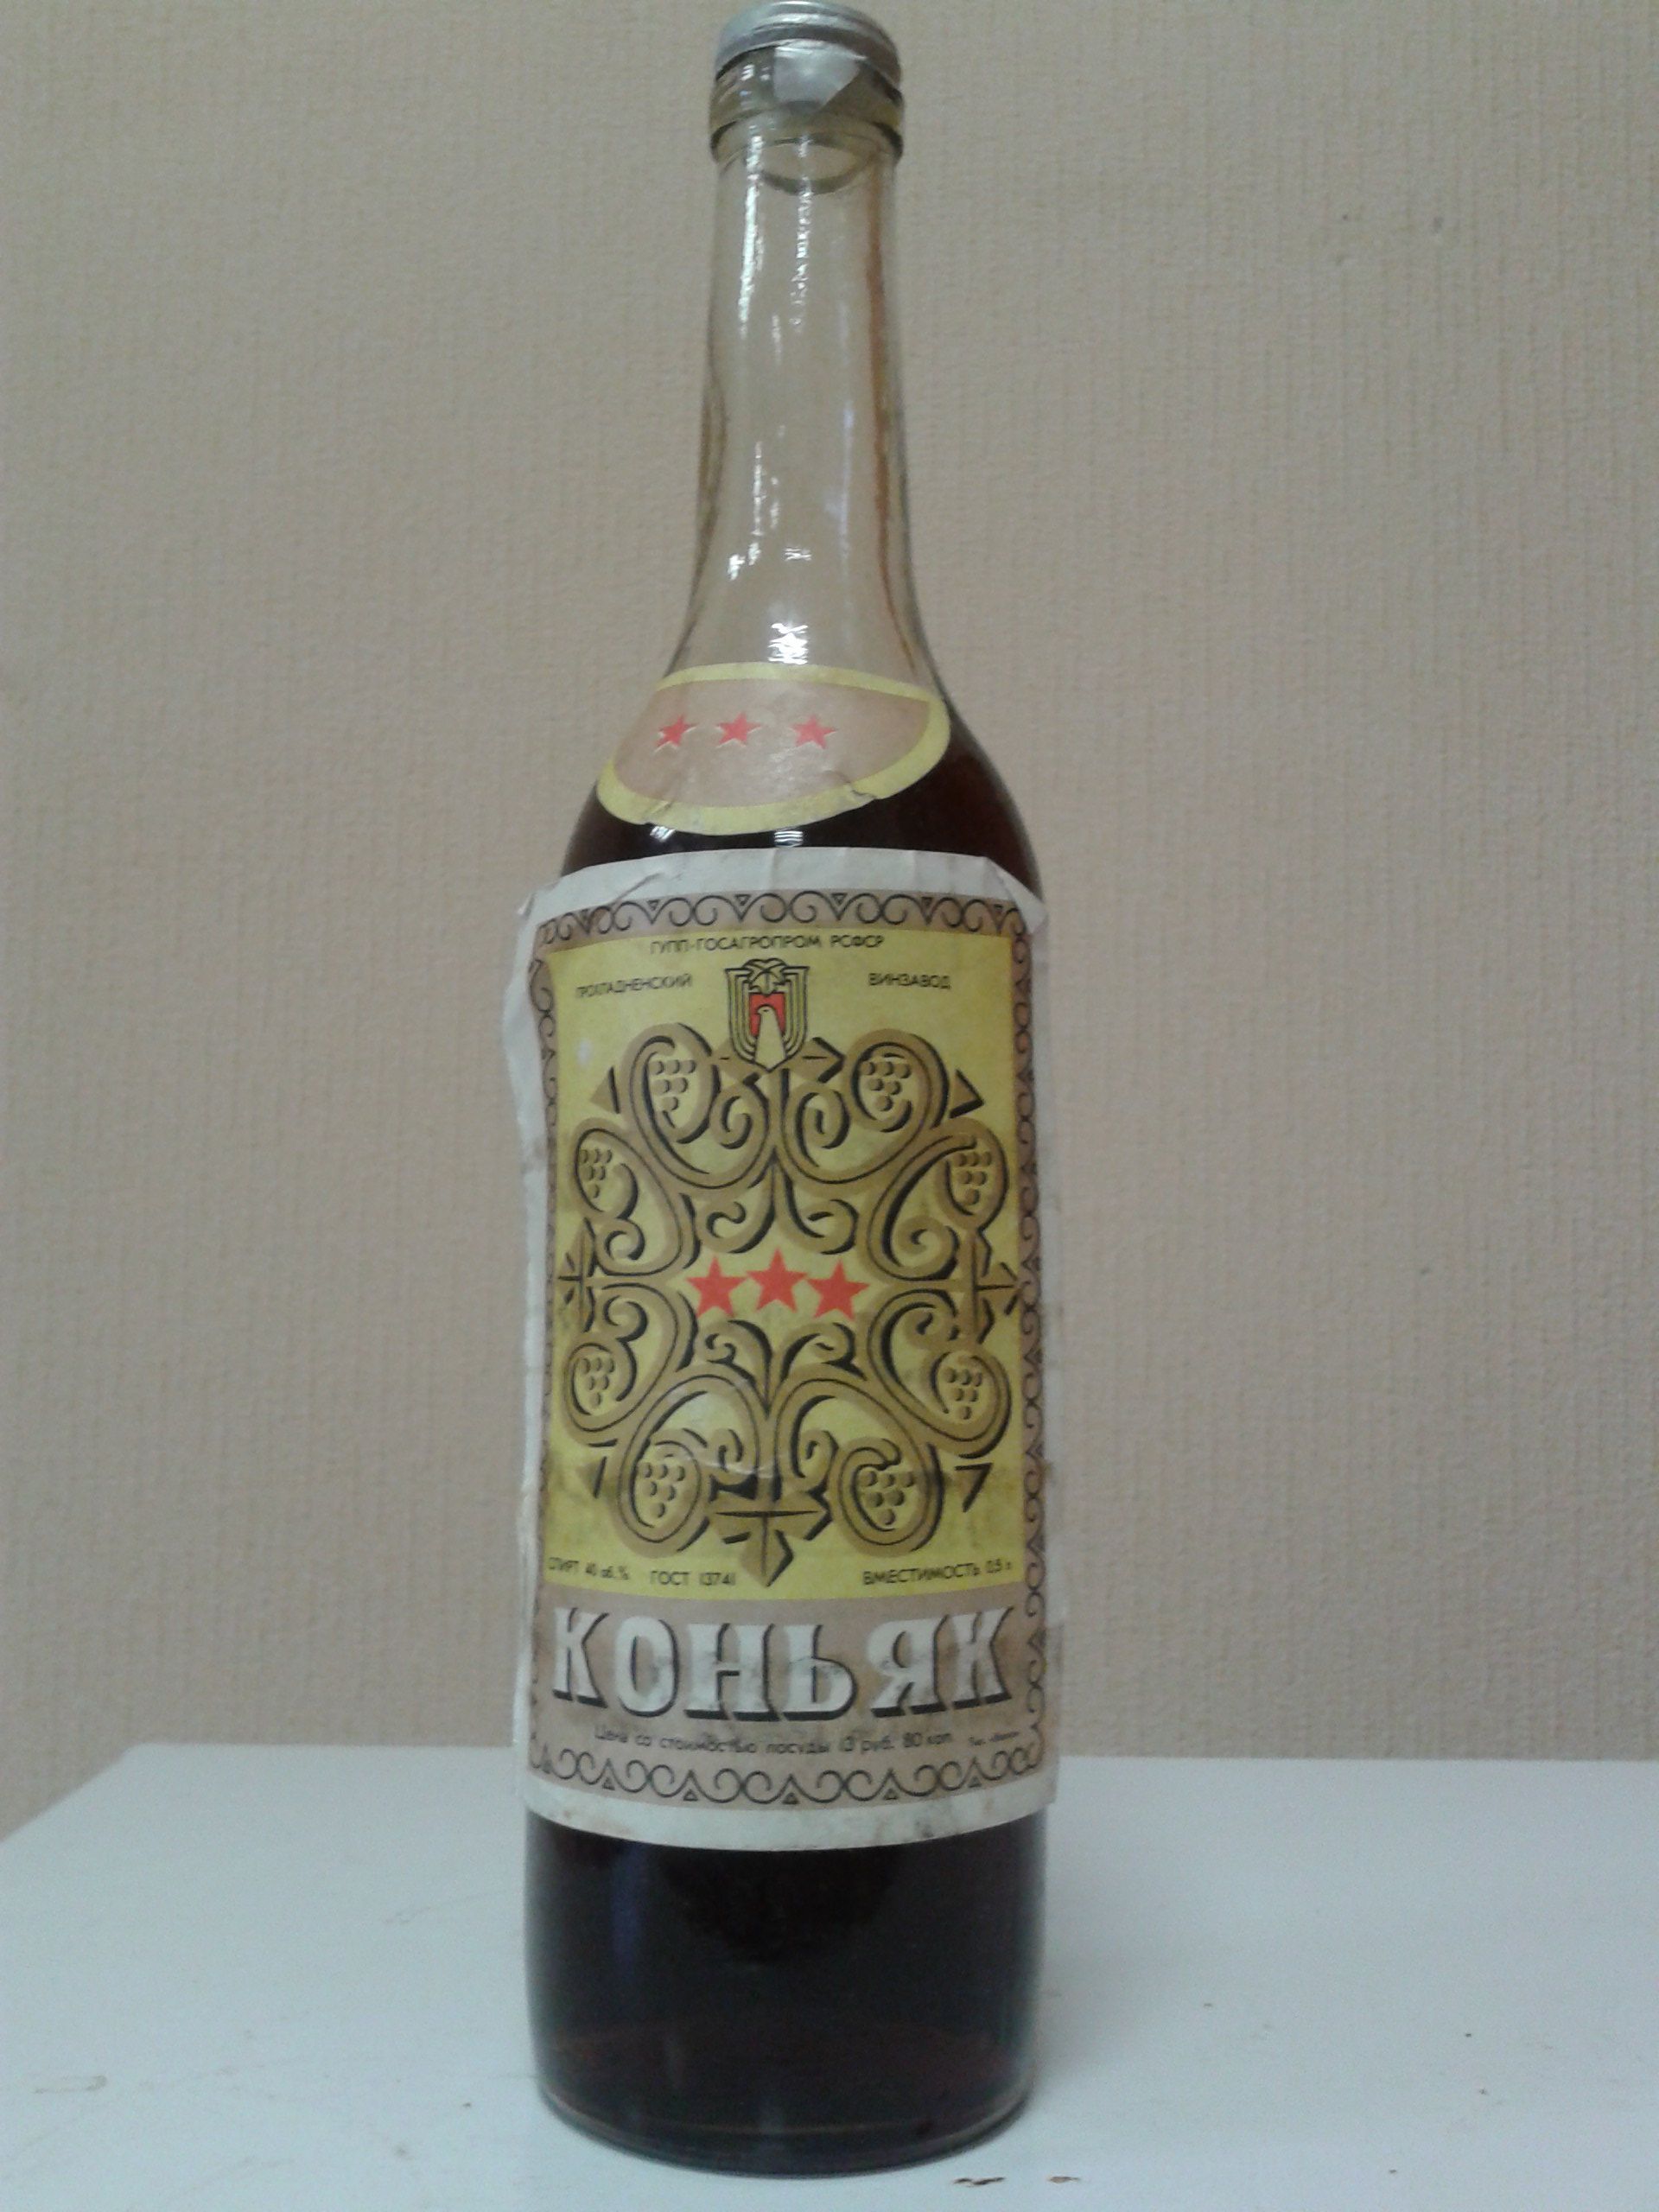 ГУПП-ГОСАГРОПРОМ РСФСР
ПРОХЛАДНЕНСКИЙ ВИНЗАВОД
СПИРТ 40 об.% ГОСТ 13741 ВМЕСТИМОСТЬ 0,5 л
КОНЬЯК
Цена со стоимостью посуды 13 руб. 80 коп.